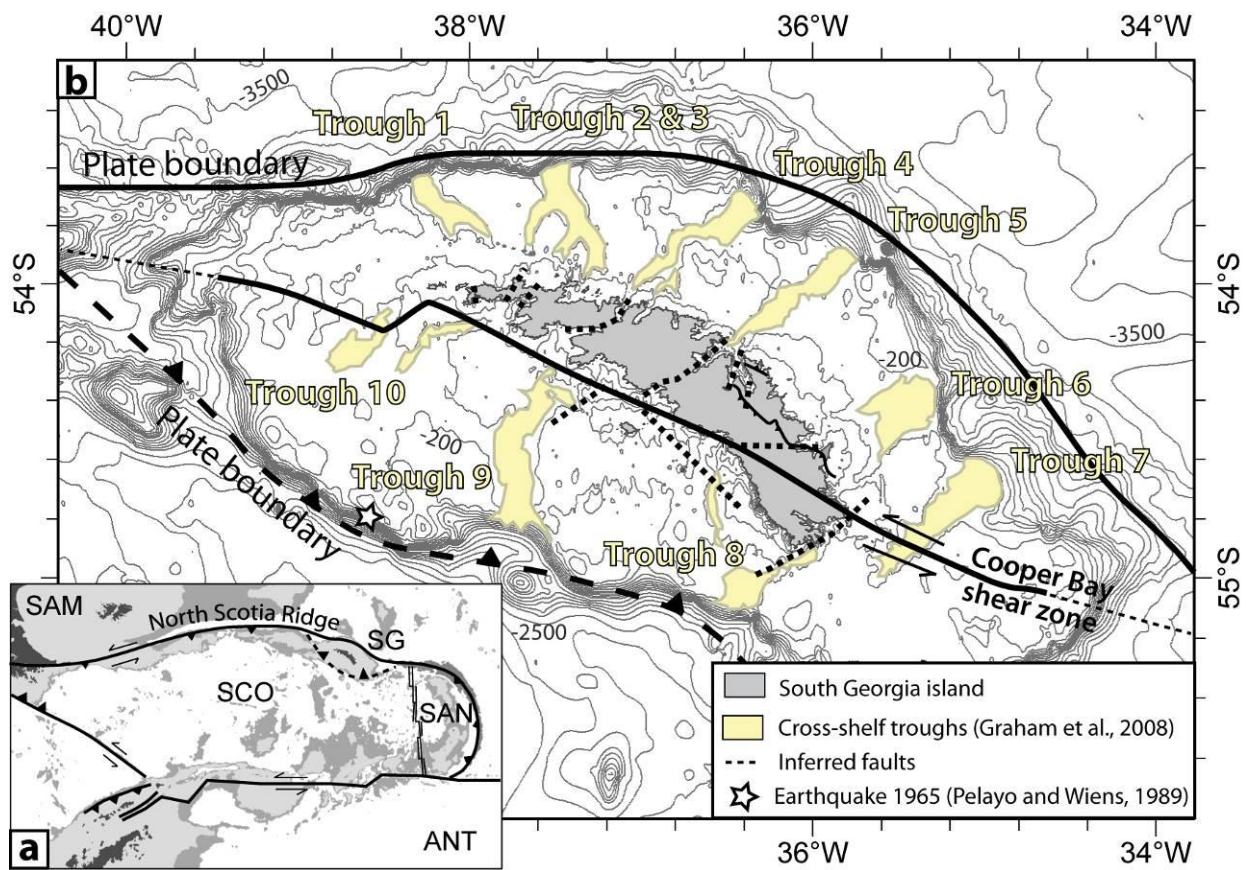 40°W
38°W
36°W
34°W
b
-3500
Trough 1
Trough 2 & 3
Plate boundary
Trough 4
Trough 5
54°S
54°S
-3500
-200
Trough 6
Trough 10
-200
Plate boundary
Trough 9
Trough 7
Trough 8
Cooper Bay
shear zone
55°S
-2500
SAM
North Scotia Ridge
SG
SCO
SAN
ANT
a
South Georgia island
Cross-shelf troughs (Graham et al., 2008)
Inferred faults
Earthquake 1965 (Pelayo and Wiens, 1989)
36°W
34°W